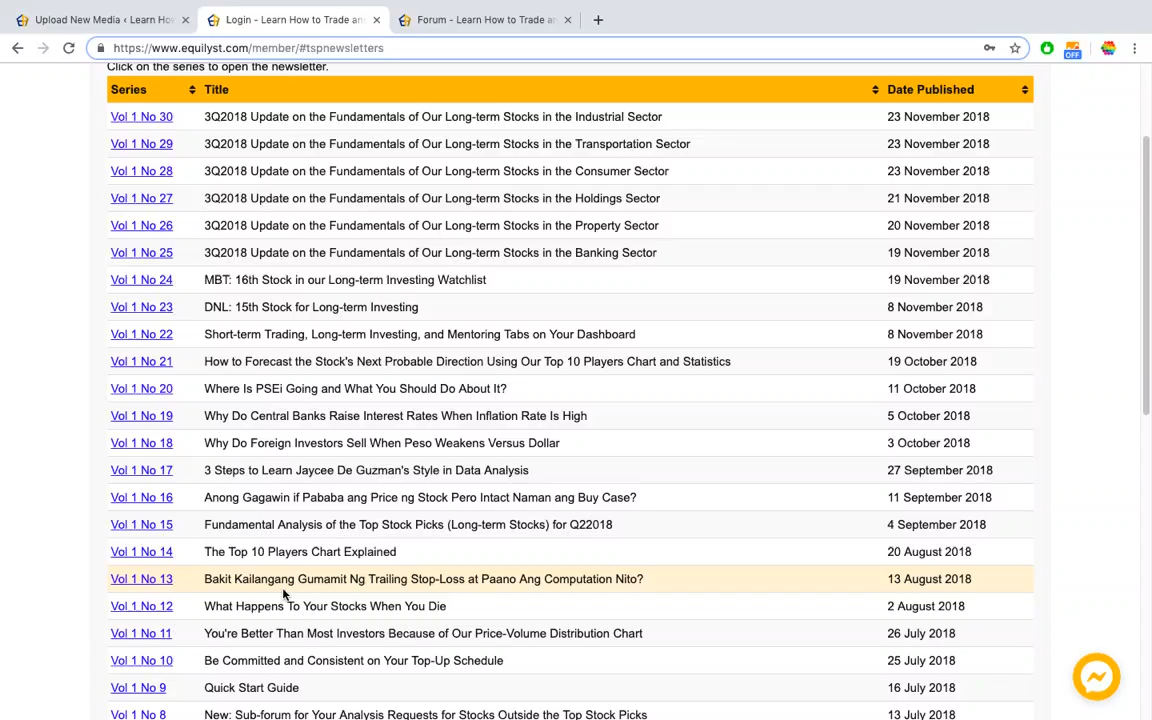 Upload New Media ‹ Learn How
Login - Learn How to Trade an
Forum - Learn How to Trade an
https://www.equilyst.com/member/#tspnewsletters
OFF
Click on the series to open the newsletter.
Series Title Date Published
Vol 1 No 30 3Q2018 Update on the Fundamentals of Our Long-term Stocks in the Industrial Sector 23 November 2018
Vol 1 No 29 3Q2018 Update on the Fundamentals of Our Long-term Stocks in the Transportation Sector 23 November 2018
Vol 1 No 28 3Q2018 Update on the Fundamentals of Our Long-term Stocks in the Consumer Sector 23 November 2018
Vol 1 No 27 3Q2018 Update on the Fundamentals of Our Long-term Stocks in the Holdings Sector 21 November 2018
Vol 1 No 26 3Q2018 Update on the Fundamentals of Our Long-term Stocks in the Property Sector 20 November 2018
Vol 1 No 25 3Q2018 Update on the Fundamentals of Our Long-term Stocks in the Banking Sector 19 November 2018
Vol 1 No 24 MBT: 16th Stock in our Long-term Investing Watchlist 19 November 2018
Vol 1 No 23 DNL: 15th Stock for Long-term Investing 8 November 2018
Vol 1 No 22 Short-term Trading, Long-term Investing, and Mentoring Tabs on Your Dashboard 8 November 2018
Vol 1 No 21 How to Forecast the Stock's Next Probable Direction Using Our Top 10 Players Chart and Statistics 19 October 2018
Vol 1 No 20 Where Is PSEi Going and What You Should Do About It? 11 October 2018
Vol 1 No 19 Why Do Central Banks Raise Interest Rates When Inflation Rate Is High 5 October 2018
Vol 1 No 18 Why Do Foreign Investors Sell When Peso Weakens Versus Dollar 3 October 2018
Vol 1 No 17 3 Steps to Learn Jaycee De Guzman's Style in Data Analysis 27 September 2018
Vol 1 No 16 Anong Gagawin if Pababa ang Price ng Stock Pero Intact Naman ang Buy Case? 11 September 2018
Vol 1 No 15 Fundamental Analysis of the Top Stock Picks (Long-term Stocks) for Q22018 4 September 2018
Vol 1 No 14 The Top 10 Players Chart Explained 20 August 2018
Vol 1 No 13 Bakit Kailangang Gumamit Ng Trailing Stop-Loss at Paano Ang Computation Nito? 13 August 2018
Vol 1 No 12 What Happens To Your Stocks When You Die 2 August 2018
Vol 1 No 11 You're Better Than Most Investors Because of Our Price-Volume Distribution Chart 26 July 2018
Vol 1 No 10 Be Committed and Consistent on Your Top-Up Schedule 25 July 2018
Vol 1 No 9 Quick Start Guide 16 July 2018
Vol 1 No 8 New: Sub-forum for Your Analysis Requests for Stocks Outside the Top Stock Picks 13 July 2018